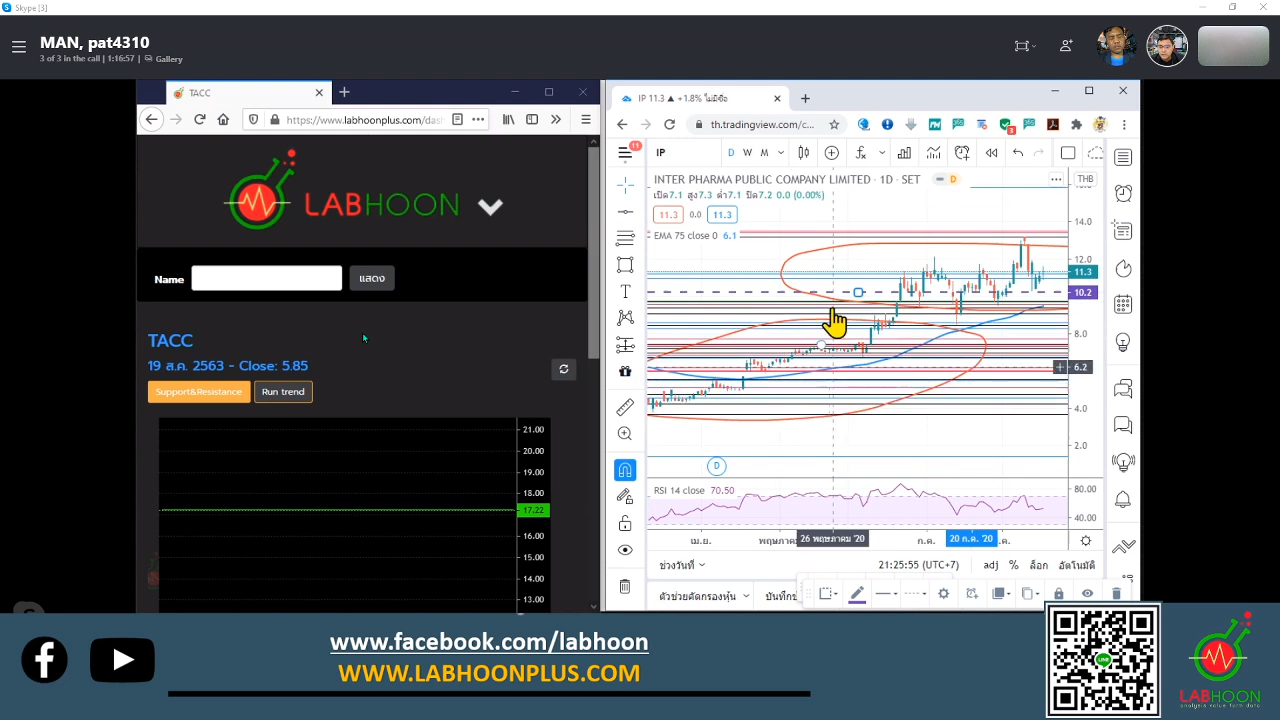 Skype [3]
MAN, pat4310
3 of 3 in the call | 1:16:57 | Gallery
TACC
https://www.labhoonplus.com/das
LABHOON
Name
แสดง
TACC
19 ส.ค. 2563 - Close: 5.85
Support&Resistance
Run trend
21.00
20.00
19.00
18.00
17.22
16.00
15.00
14.00
13.00
IP 11.3 ▲ +1.8% ไม่มีชื่อ
th.tradingview.com/c...
3
11
IP
D W M
INTER PHARMA PUBLIC COMPANY LIMITED · 1D · SET
D
THB
เปิด7.1 สูง7.3 ต่ำ7.1 ปิด7.2 0.0 (0.00%)
11.3 0.0 11.3
EMA 75 close 0 6.1
14.0
12.0
11.3
10.2
8.0
6.2
4.0
2.0
D
RSI 14 close 70.50
80.00
40.00
เม.ย.
26 พฤษภาคม '20
ก.ค.
20 ก.ค. '20
ช่วงวันที่
21:25:55 (UTC+7)
adj % ล็อก อัตโนมัติ
ตัวช่วยคัดกรองหุ้น
www.facebook.com/labhoon
WWW.LABHOONPLUS.COM
LINE
LABHOON
analysis value form data